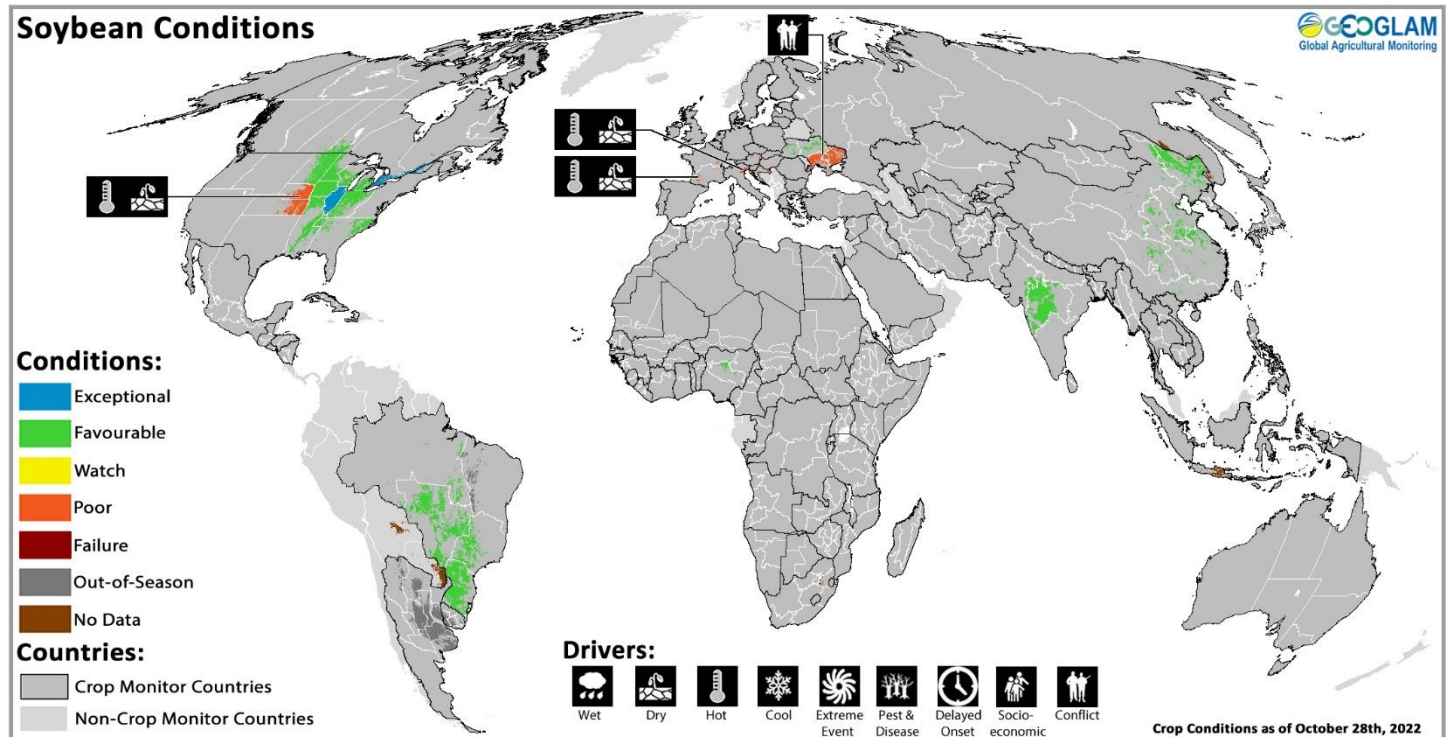 Soybean Conditions
GEOGLAM
Global Agricultural Monitoring
Conditions:
Exceptional
Favourable
Watch
Poor
Failure
Out-of-Season
No Data
Countries:
Crop Monitor Countries
Non-Crop Monitor Countries
Drivers:
Wet
Dry
Hot
Cool
Extreme
Event
Pest &
Disease
Delayed
Onset
Socio-
economic
Conflict
Crop Conditions as of October 28th, 2022